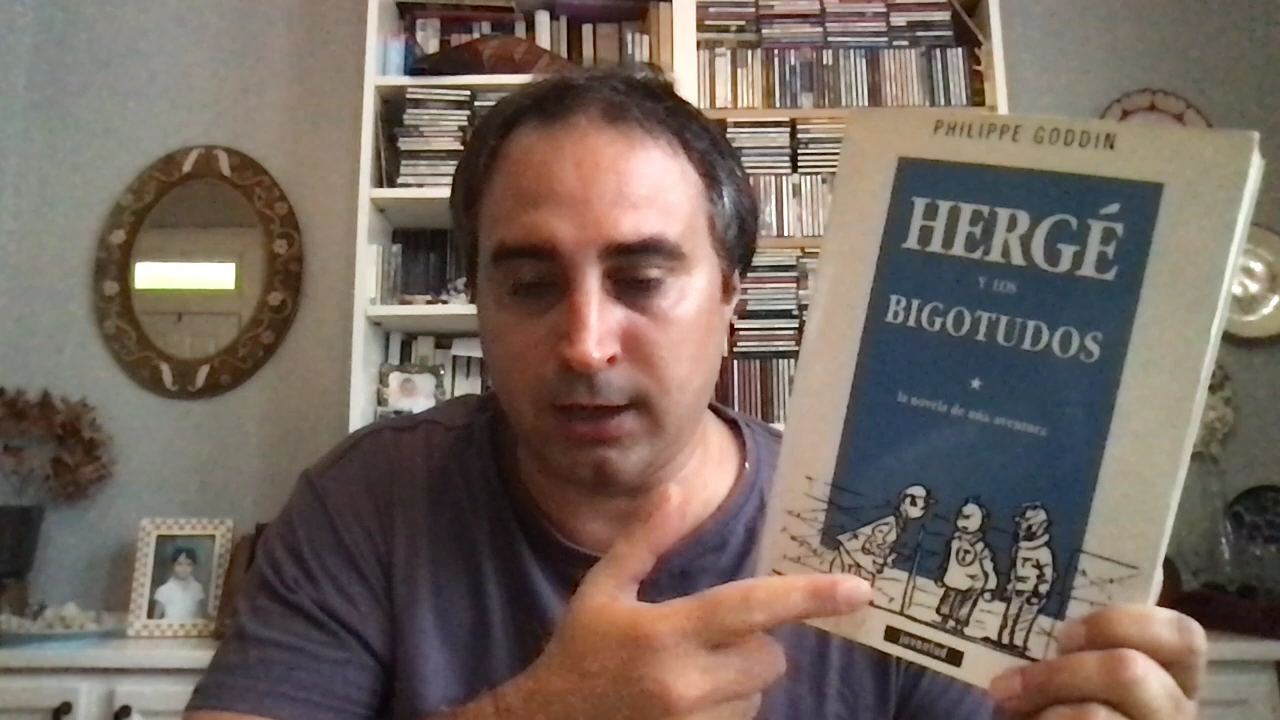 PHILIPPE GODDIN
HERGÉ
Y LOS
BIGOTUDOS
la novela de una aventura
juventud